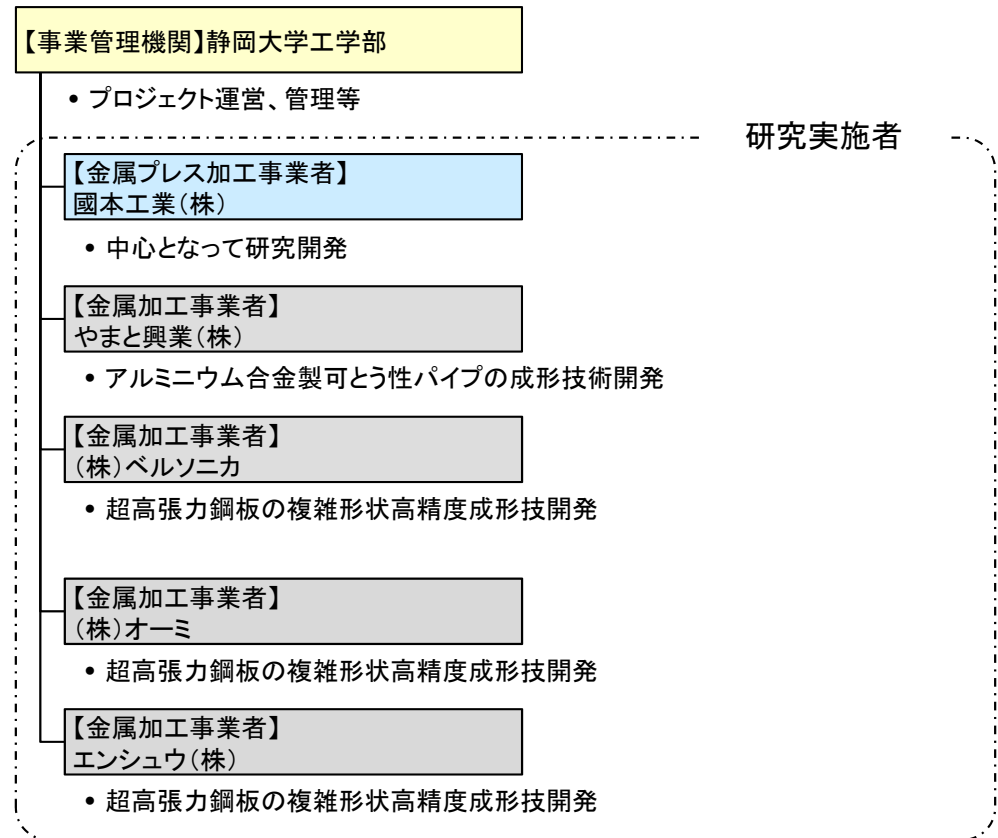 【事業管理機関】静岡大学工学部
• プロジェクト運営、管理等
研究実施者
【金属プレス加工事業者】
國本工業(株)
• 中心となって研究開発
【金属加工事業者】
やまと興業(株)
• アルミニウム合金製可とう性パイプの成形技術開発
【金属加工事業者】
(株)ベルソニカ
• 超高張力鋼板の複雑形状高精度成形技開発
【金属加工事業者】
(株)オーミ
• 超高張力鋼板の複雑形状高精度成形技開発
【金属加工事業者】
エンシュウ(株)
• 超高張力鋼板の複雑形状高精度成形技開発